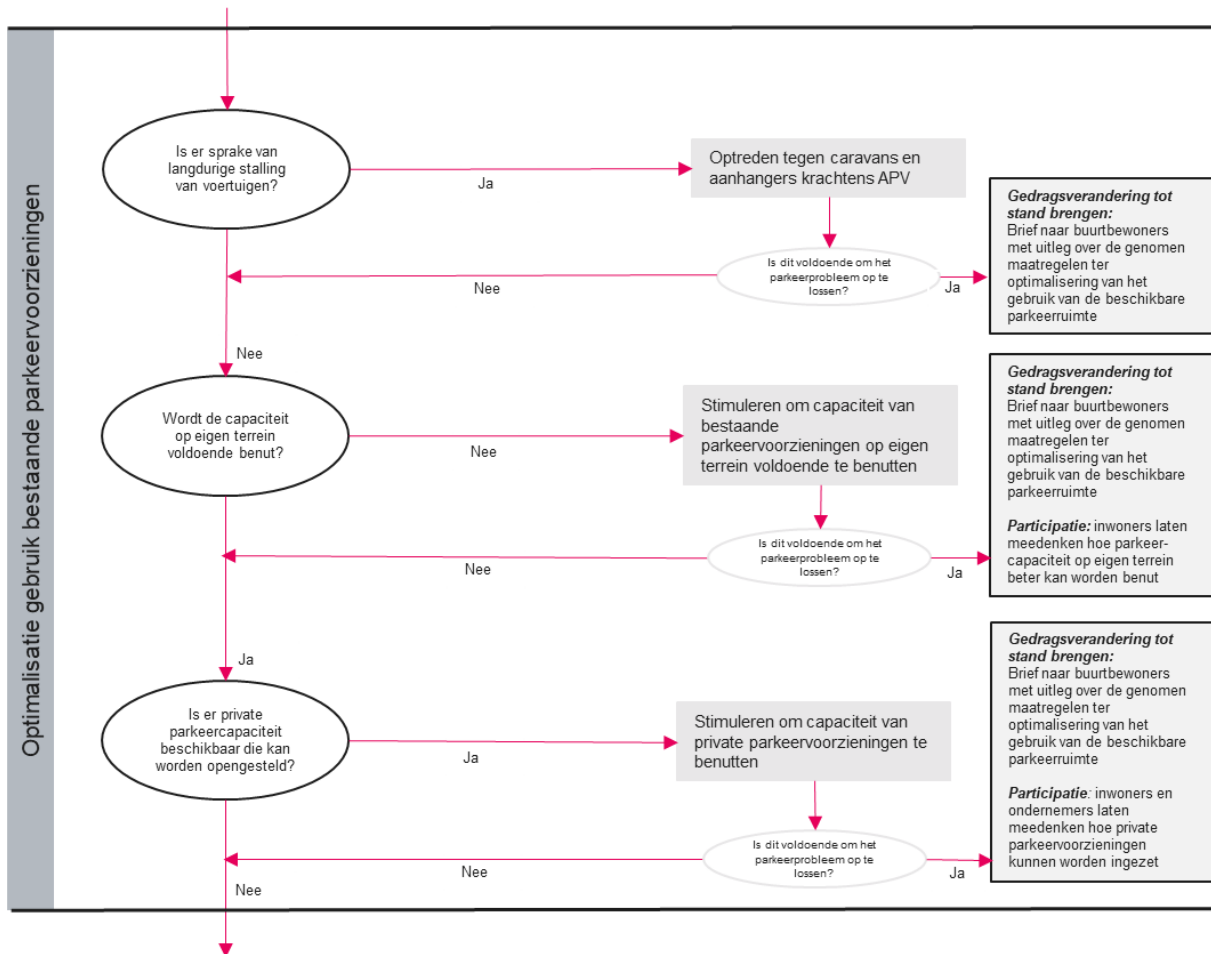 Optimalisatie gebruik bestaande parkeervoorzieningen
Is er sprake van
langdurige stalling
van voertuigen?
Ja
Optreden tegen caravans en
aanhangers krachtens APV
Is dit voldoende om het
parkeerprobleem op te
lossen?
Nee
Ja
Gedragsverandering tot
stand brengen:
Brief naar buurtbewoners
met uitleg over de genomen
maatregelen ter
optimalisering van het
gebruik van de beschikbare
parkeerruimte
Nee
Wordt de capaciteit
op eigen terrein
voldoende benut?
Nee
Stimuleren om capaciteit van
bestaande
parkeervoorzieningen op eigen
terrein voldoende te benutten
Is dit voldoende om het
parkeerprobleem op te
lossen?
Nee
Ja
Gedragsverandering tot
stand brengen:
Brief naar buurtbewoners
met uitleg over de genomen
maatregelen ter
optimalisering van het
gebruik van de beschikbare
parkeerruimte
Participatie: inwoners laten
meedenken hoe parkeer-
capaciteit op eigen terrein
beter kan worden benut
Ja
Is er private
parkeercapaciteit
beschikbaar die kan
worden opengesteld?
Ja
Stimuleren om capaciteit van
private parkeervoorzieningen te
benutten
Is dit voldoende om het
parkeerprobleem op te
lossen?
Nee
Ja
Gedragsverandering tot
stand brengen:
Brief naar buurtbewoners
met uitleg over de genomen
maatregelen ter
optimalisering van het
gebruik van de beschikbare
parkeerruimte
Participatie: inwoners en
ondernemers laten
meedenken hoe private
parkeervoorzieningen
kunnen worden ingezet
Nee